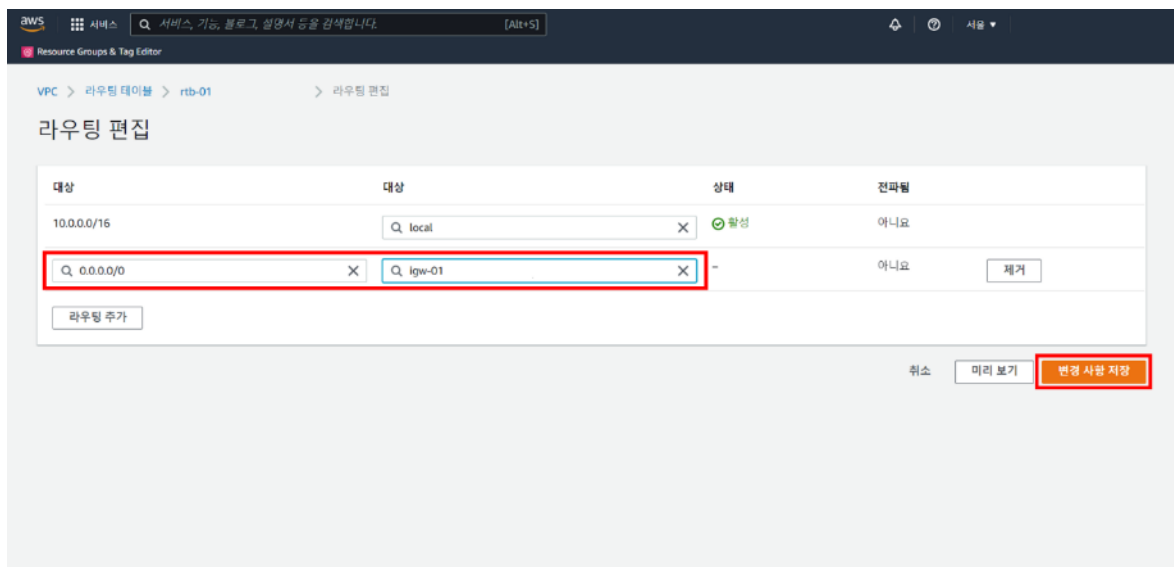 aws 서비스 서비스, 기능, 블로그, 설명서 등을 검색합니다. [Alt+S] 서울 ▼
Resource Groups & Tag Editor
VPC > 라우팅 테이블 > rtb-01 > 라우팅 편집
라우팅 편집
대상 대상 상태 전파됨
10.0.0.0/16 local 활성 아니요
0.0.0.0/0 igw-01 – 아니요 제거
라우팅 추가
취소 미리 보기 변경 사항 저장